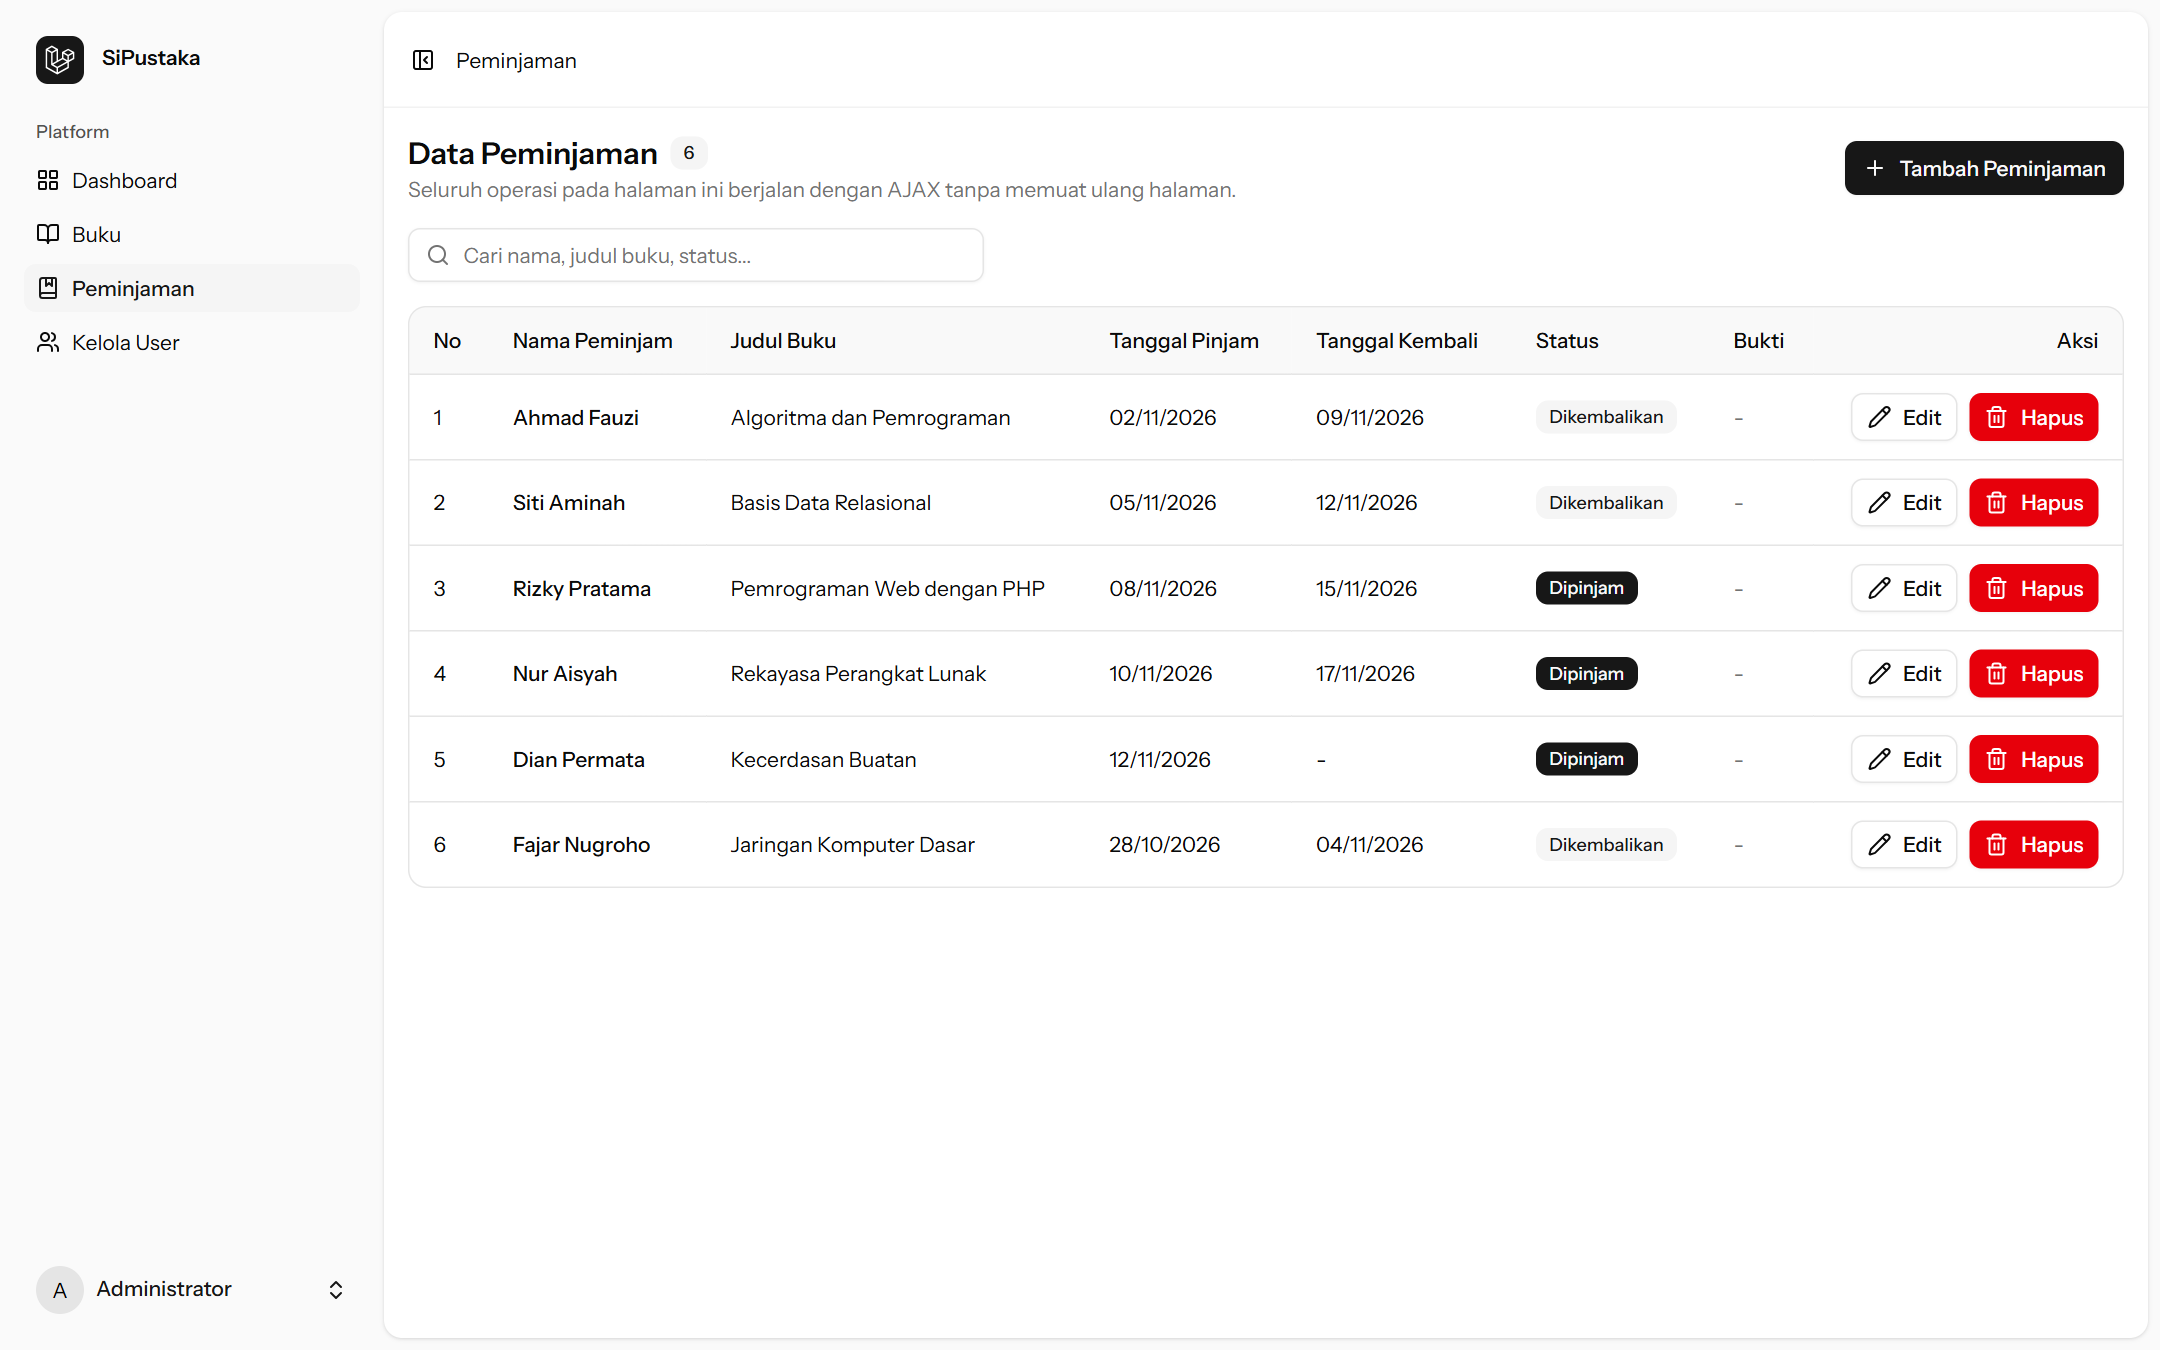 SiPustaka
Platform
Dashboard
Buku
Peminjaman
Kelola User
A Administrator
Peminjaman
Data Peminjaman 6
Seluruh operasi pada halaman ini berjalan dengan AJAX tanpa memuat ulang halaman.
Tambah Peminjaman
Cari nama, judul buku, status...
No Nama Peminjam Judul Buku Tanggal Pinjam Tanggal Kembali Status Bukti Aksi
1 Ahmad Fauzi Algoritma dan Pemrograman 02/11/2026 09/11/2026 Dikembalikan - Edit Hapus
2 Siti Aminah Basis Data Relasional 05/11/2026 12/11/2026 Dikembalikan - Edit Hapus
3 Rizky Pratama Pemrograman Web dengan PHP 08/11/2026 15/11/2026 Dipinjam - Edit Hapus
4 Nur Aisyah Rekayasa Perangkat Lunak 10/11/2026 17/11/2026 Dipinjam - Edit Hapus
5 Dian Permata Kecerdasan Buatan 12/11/2026 - Dipinjam - Edit Hapus
6 Fajar Nugroho Jaringan Komputer Dasar 28/10/2026 04/11/2026 Dikembalikan - Edit Hapus